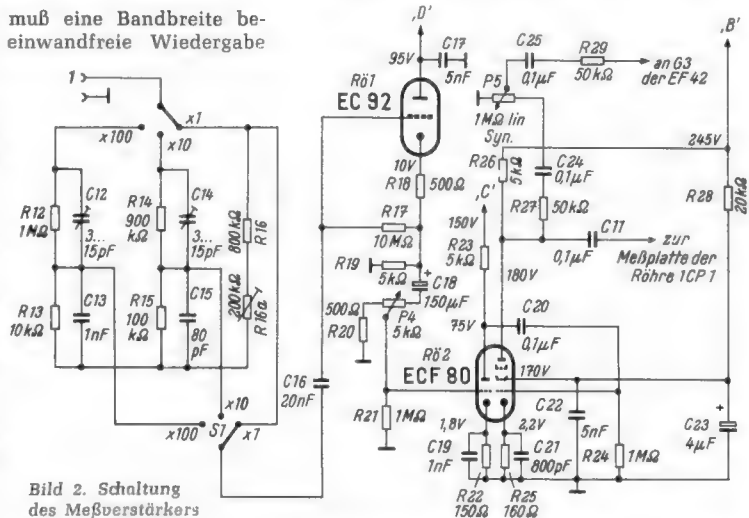 muß eine Bandbreite be-
einwandfreie Wiedergabe
1
x1
x100
x10
R12
1MΩ
C12
3...
15pF
R14
900
kΩ
C14
3...
15pF
800kΩ
R16
R13
10kΩ
C13
1nF
R15
100
kΩ
C15
80
pF
200kΩ
R16a
x10
x100
S1
x1
C16
20nF
Bild 2. Schaltung
des Meßverstärkers
'D'
95V
C17
5nF
Rö1
EC 92
10V
R18
500Ω
R17
10MΩ
R19
5kΩ
C18
150µF
500Ω
R20
P4
5kΩ
R21
1MΩ
C25
0,1µF
R29
50kΩ
an G3
der EF 42
P5
1MΩ lin
Syn.
'B'
245V
R26
5kΩ
C24
0,1µF
R27
50kΩ
R28
20kΩ
'C'
150V
R23
5kΩ
180V
C11
0,1µF
zur
Meßplatte der
Röhre 1CP1
75V
C20
0,1µF
Rö2
ECF 80
170V
C22
5nF
C23
4µF
1,8V
2,2V
C19
1nF
C21
800pF
R24
1MΩ
R22
150Ω
R25
160Ω